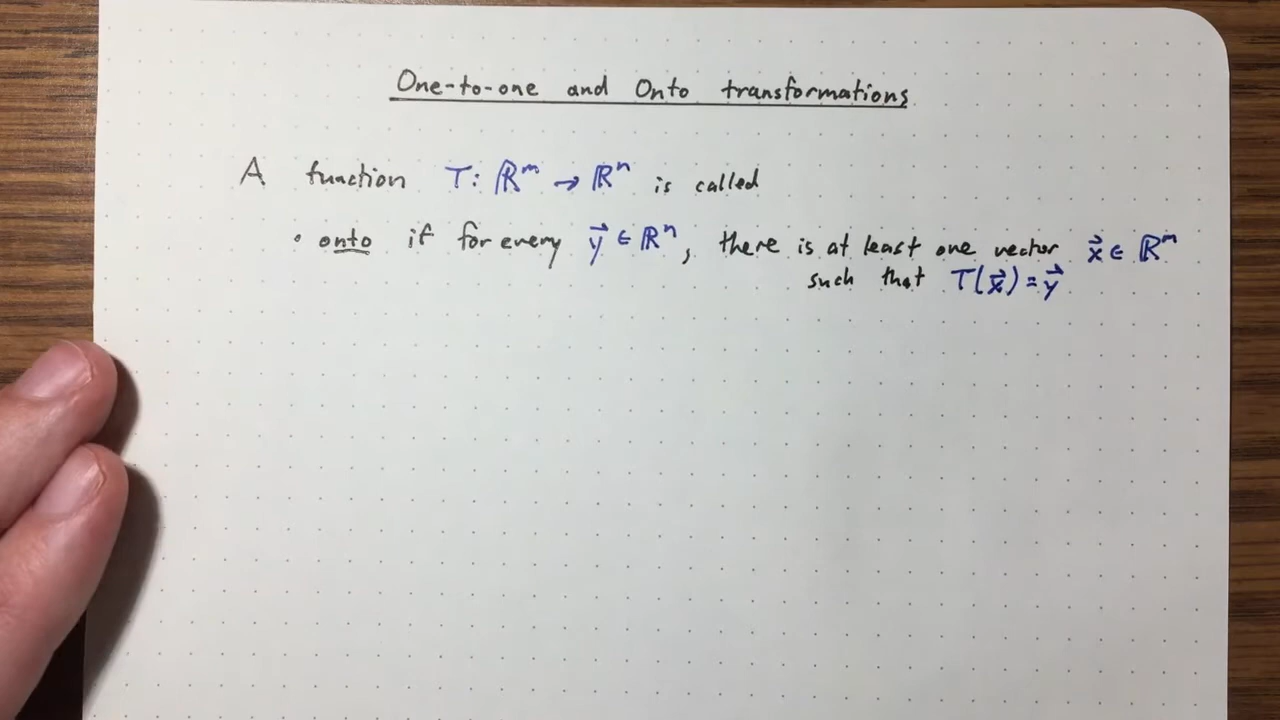 One-to-one and Onto transformations
A function T: ℝᵐ → ℝⁿ is called
• onto if for every y⃗ ∈ ℝⁿ, there is at least one vector x⃗ ∈ ℝᵐ
such that T(x⃗) = y⃗